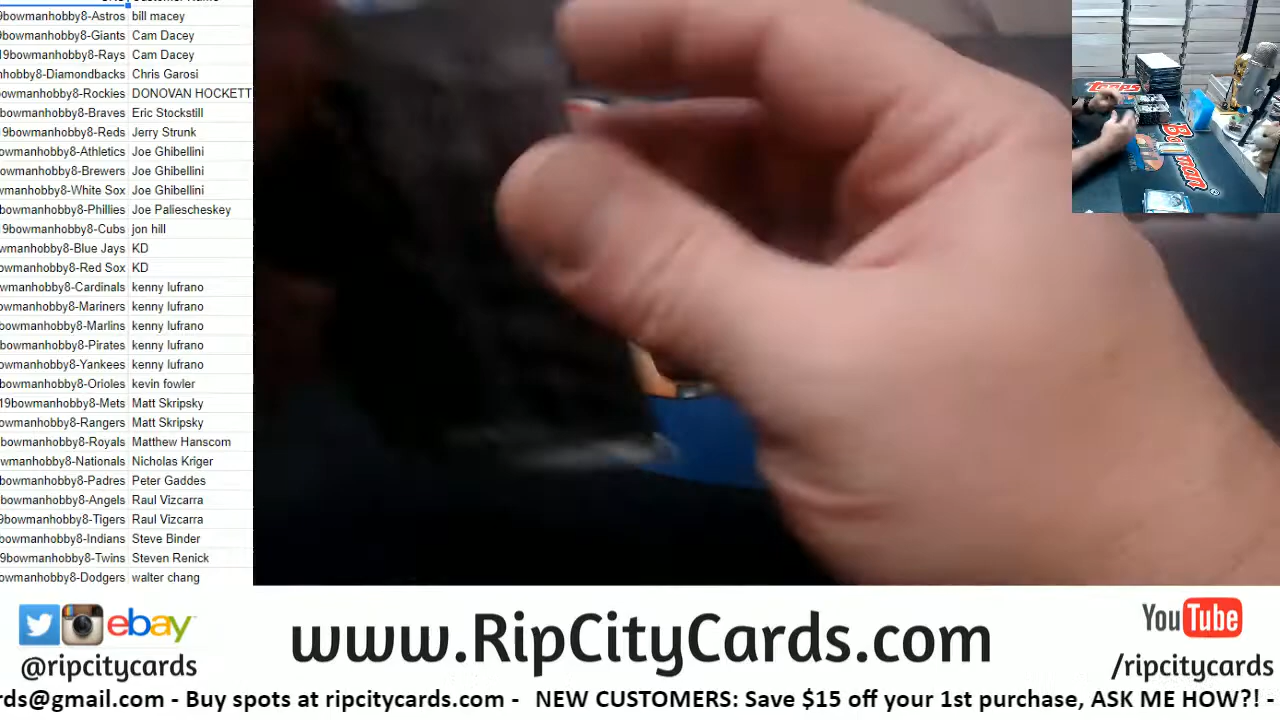 9bowmanhobby8-Astros bill macey
9bowmanhobby8-Giants Cam Dacey
19bowmanhobby8-Rays Cam Dacey
nhobby8-Diamondbacks Chris Garosi
owmanhobby8-Rockies DONOVAN HOCKETT
owmanhobby8-Braves Eric Stockstill
19bowmanhobby8-Reds Jerry Strunk
owmanhobby8-Athletics Joe Ghibellini
owmanhobby8-Brewers Joe Ghibellini
wmanhobby8-White Sox Joe Ghibellini
owmanhobby8-Phillies Joe Paliescheskey
19bowmanhobby8-Cubs jon hill
owmanhobby8-Blue Jays KD
owmanhobby8-Red Sox KD
owmanhobby8-Cardinals kenny lufrano
owmanhobby8-Mariners kenny lufrano
bowmanhobby8-Marlins kenny lufrano
bowmanhobby8-Pirates kenny lufrano
owmanhobby8-Yankees kenny lufrano
bowmanhobby8-Orioles kevin fowler
19bowmanhobby8-Mets Matt Skripsky
owmanhobby8-Rangers Matt Skripsky
bowmanhobby8-Royals Matthew Hanscom
wmanhobby8-Nationals Nicholas Kriger
bowmanhobby8-Padres Peter Gaddes
bowmanhobby8-Angels Raul Vizcarra
9bowmanhobby8-Tigers Raul Vizcarra
bowmanhobby8-Indians Steve Binder
9bowmanhobby8-Twins Steven Renick
owmanhobby8-Dodgers walter chang
Topps
Bowman
ebay
@ripcitycards
www.RipCityCards.com
YouTube
/ripcitycards
rds@gmail.com - Buy spots at ripcitycards.com - NEW CUSTOMERS: Save $15 off your 1st purchase, ASK ME HOW?! -